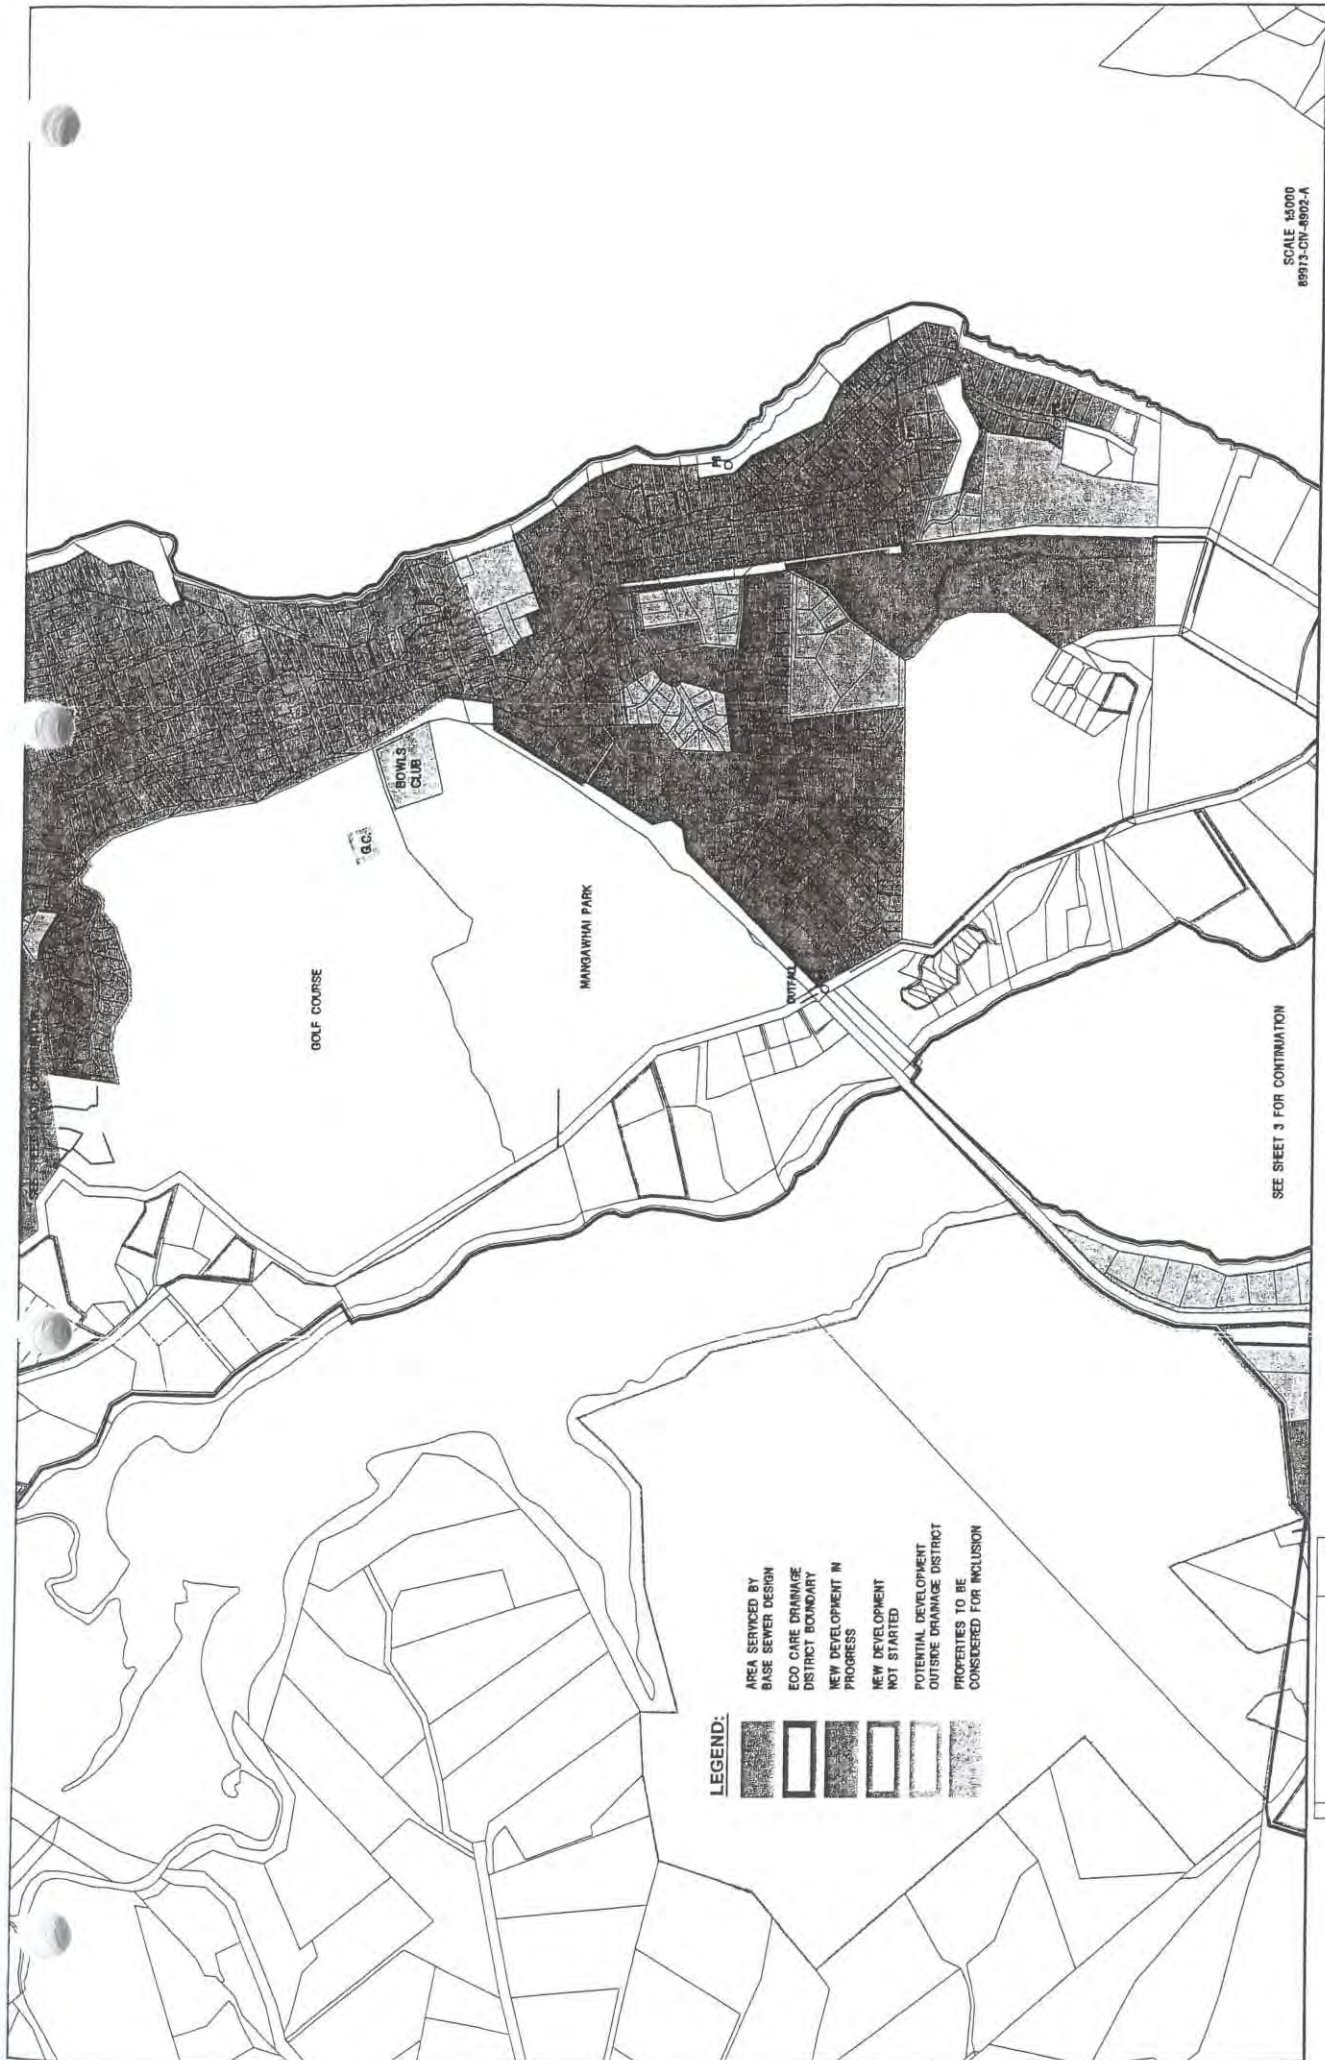 SCALE 1:5000
89973-CIV-8902-A
BOWLS
CLUB
G.C.
GOLF COURSE
MANGAWHAI PARK
OUTFALL
PS
SEE SHEET 3 FOR CONTINUATION
LEGEND:
AREA SERVICED BY
BASE SEWER DESIGN
ECO CARE DRAINAGE
DISTRICT BOUNDARY
NEW DEVELOPMENT IN
PROGRESS
NEW DEVELOPMENT
NOT STARTED
POTENTIAL DEVELOPMENT
OUTSIDE DRAINAGE DISTRICT
PROPERTIES TO BE
CONSIDERED FOR INCLUSION